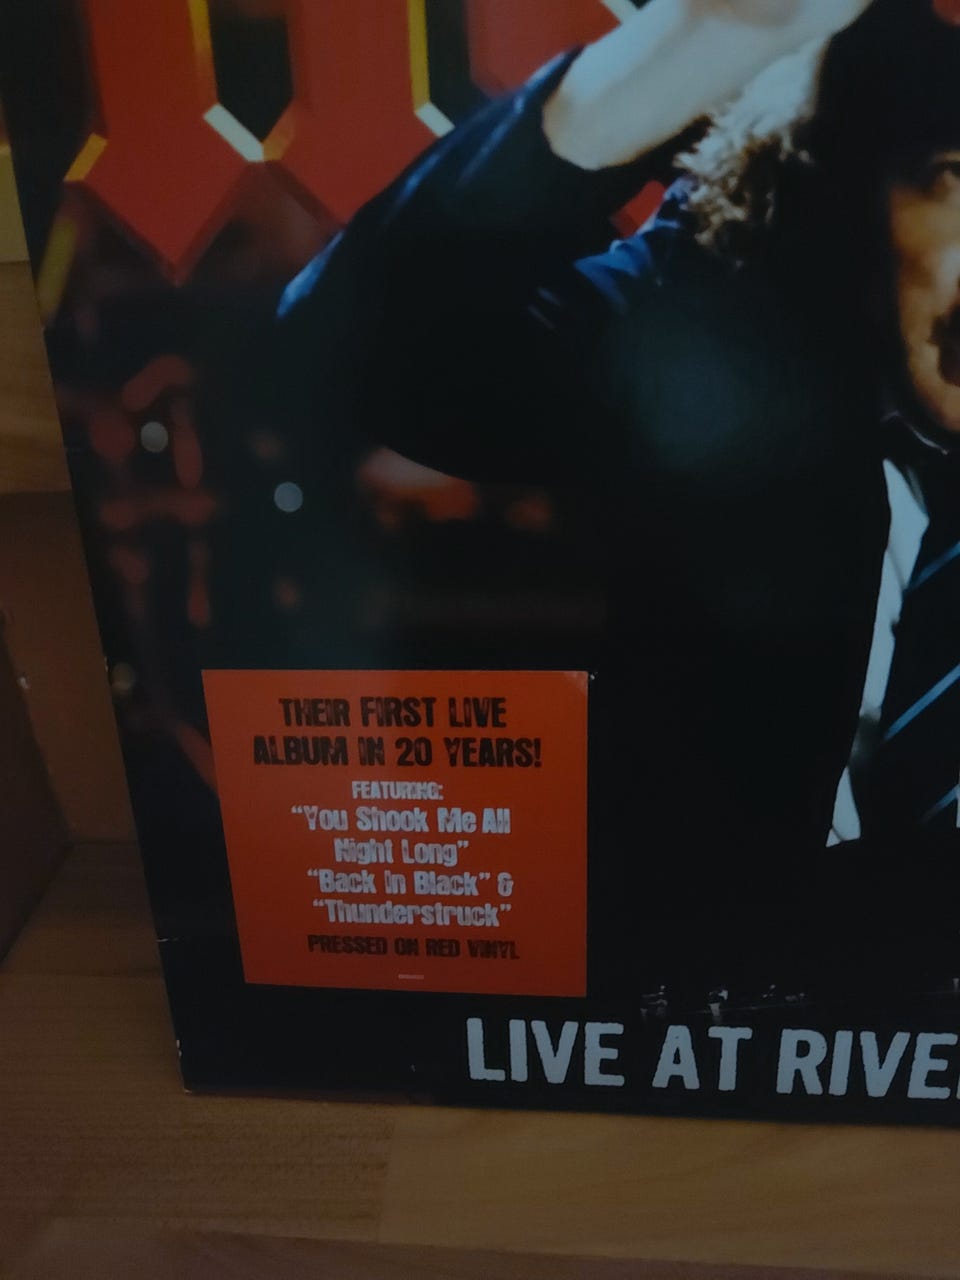 THEIR FIRST LIVE
ALBUM IN 20 YEARS!
FEATURING:
"You Shook Me All
Night Long"
"Back In Black" &
"Thunderstruck"
PRESSED ON RED VINYL
LIVE AT RIVE